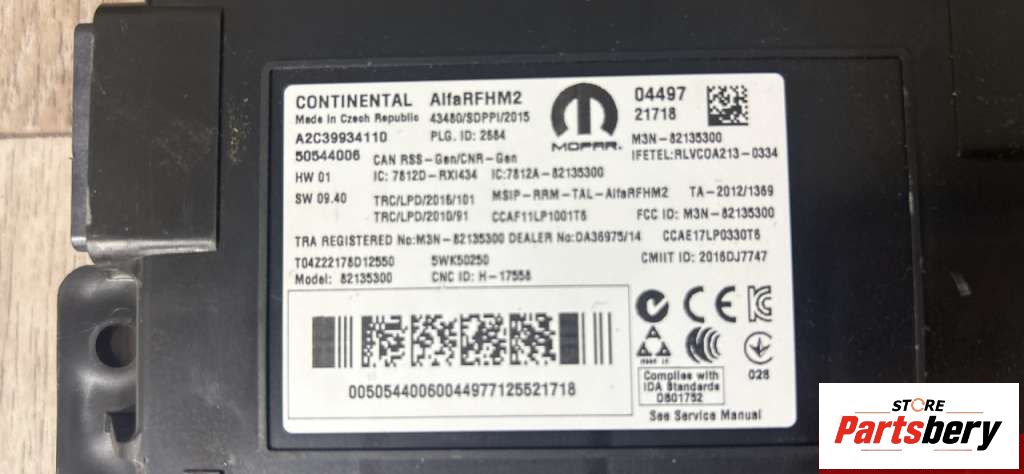 CONTINENTAL AlfaRFHM2
Made in Czech Republic 43480/SDPPI/2015
A2C39934110 PLG. ID: 2684
50544006 CAN RSS-Gen/CNR-Gen
HW 01 IC: 7812D-RXI434 IC:7812A-82135300
SW 09.40 TRC/LPD/2016/101 MSIP-RRM-TAL-AlfaRFHM2 TA-2012/1369
TRC/LPD/2010/91 CCAF11LP1001T6 FCC ID: M3N-82135300
TRA REGISTERED No:M3N-82135300 DEALER No:DA36975/14 CCAE17LP0330T6
T04Z22178D12550 5WK50250 CMIIT ID: 2016DJ7747
Model: 82135300 CNC ID: H-17558
MOPAR.
04497
21718
M3N-82135300
IFETEL:RLVCOA213-0334
00505440060044977125521718
CE
028
Complies with
IDA Standards
DB01752
See Service Manual
STORE
Partsbery